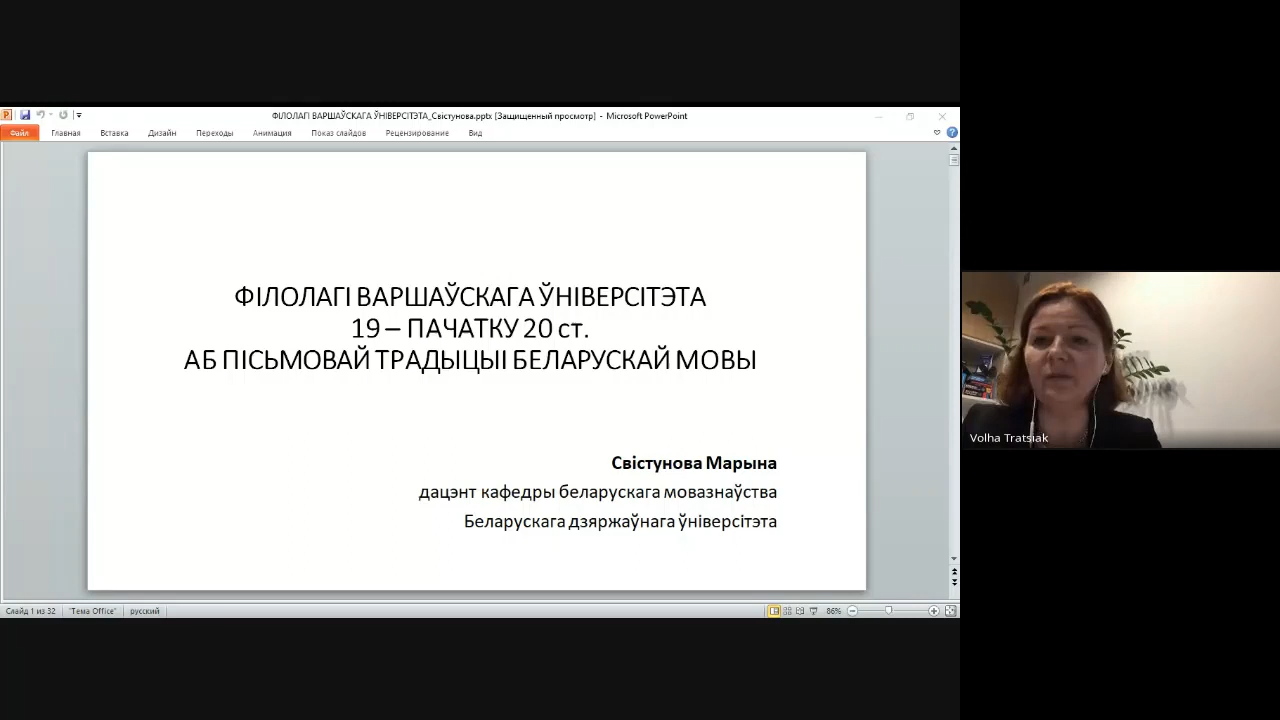 ФІЛОЛАГІ ВАРШАЎСКАГА ЎНІВЕРСІТЭТА_Свістунова.pptx [Защищенный просмотр] - Microsoft PowerPoint
Файл Главная Вставка Дизайн Переходы Анимация Показ слайдов Рецензирование Вид
ФІЛОЛАГІ ВАРШАЎСКАГА ЎНІВЕРСІТЭТА
19 – ПАЧАТКУ 20 ст.
АБ ПІСЬМОВАЙ ТРАДЫЦЫІ БЕЛАРУСКАЙ МОВЫ
Свістунова Марына
дацэнт кафедры беларускага мовазнаўства
Беларускага дзяржаўнага ўніверсітэта
Volha Tratsiak
Слайд 1 из 32 "Тема Office" русский 86%